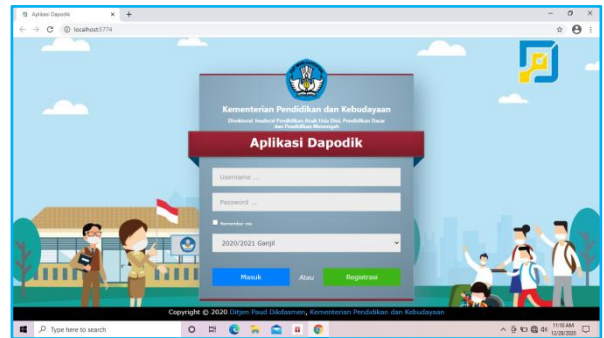 Aplikasi Dapodik
localhost:5774
Kementerian Pendidikan dan Kebudayaan
Direktorat Jenderal Pendidikan Anak Usia Dini, Pendidikan Dasar
dan Pendidikan Menengah
Aplikasi Dapodik
Username ...
Password ...
Remember me
2020/2021 Ganjil
Masuk
Atau
Registrasi
Copyright © 2020 Ditjen Paud Dikdasmen, Kementerian Pendidikan dan Kebudayaan
Type here to search
11:10 AM
12/28/2020